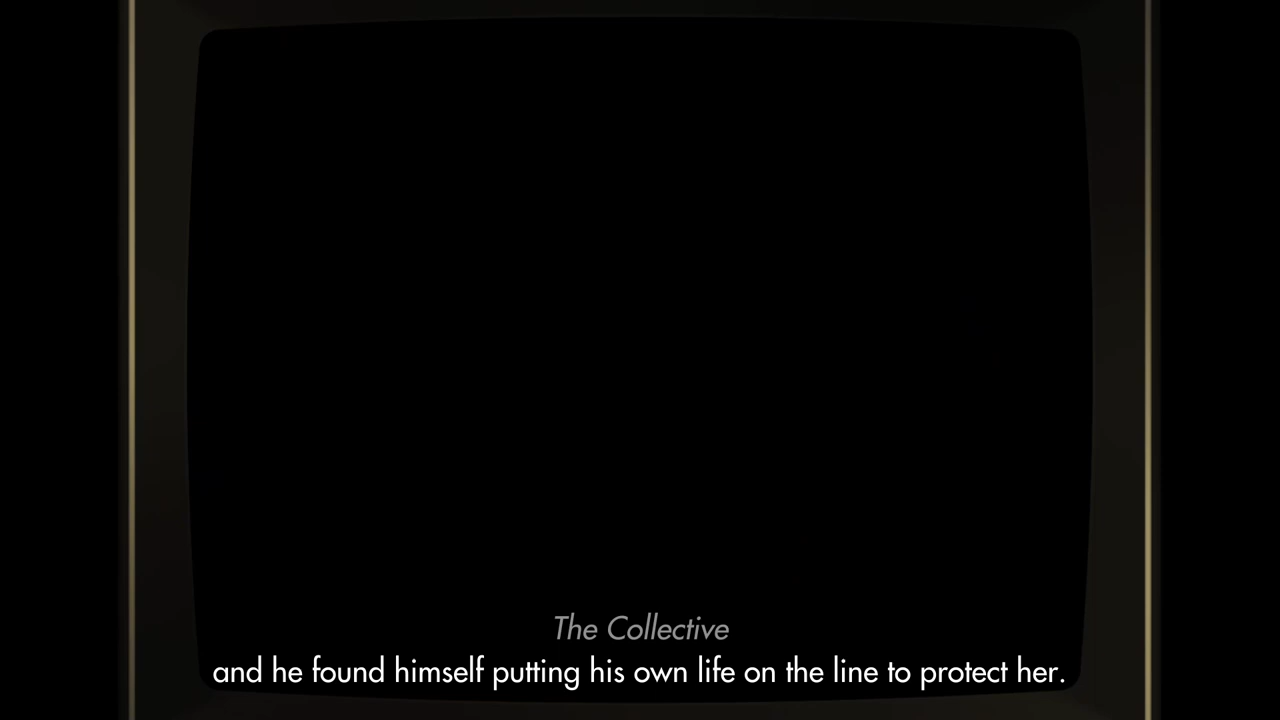 The Collective
and he found himself putting his own life on the line to protect her.